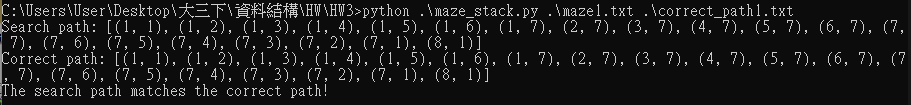 C:\Users\User\Desktop\大三下\資料結構\HW\HW3>python .\maze_stack.py .\maze1.txt .\correct_path1.txt
Search path: [(1, 1), (1, 2), (1, 3), (1, 4), (1, 5), (1, 6), (1, 7), (2, 7), (3, 7), (4, 7), (5, 7), (6, 7), (7,
 7), (7, 6), (7, 5), (7, 4), (7, 3), (7, 2), (7, 1), (8, 1)]
Correct path: [(1, 1), (1, 2), (1, 3), (1, 4), (1, 5), (1, 6), (1, 7), (2, 7), (3, 7), (4, 7), (5, 7), (6, 7), (7
, 7), (7, 6), (7, 5), (7, 4), (7, 3), (7, 2), (7, 1), (8, 1)]
The search path matches the correct path!